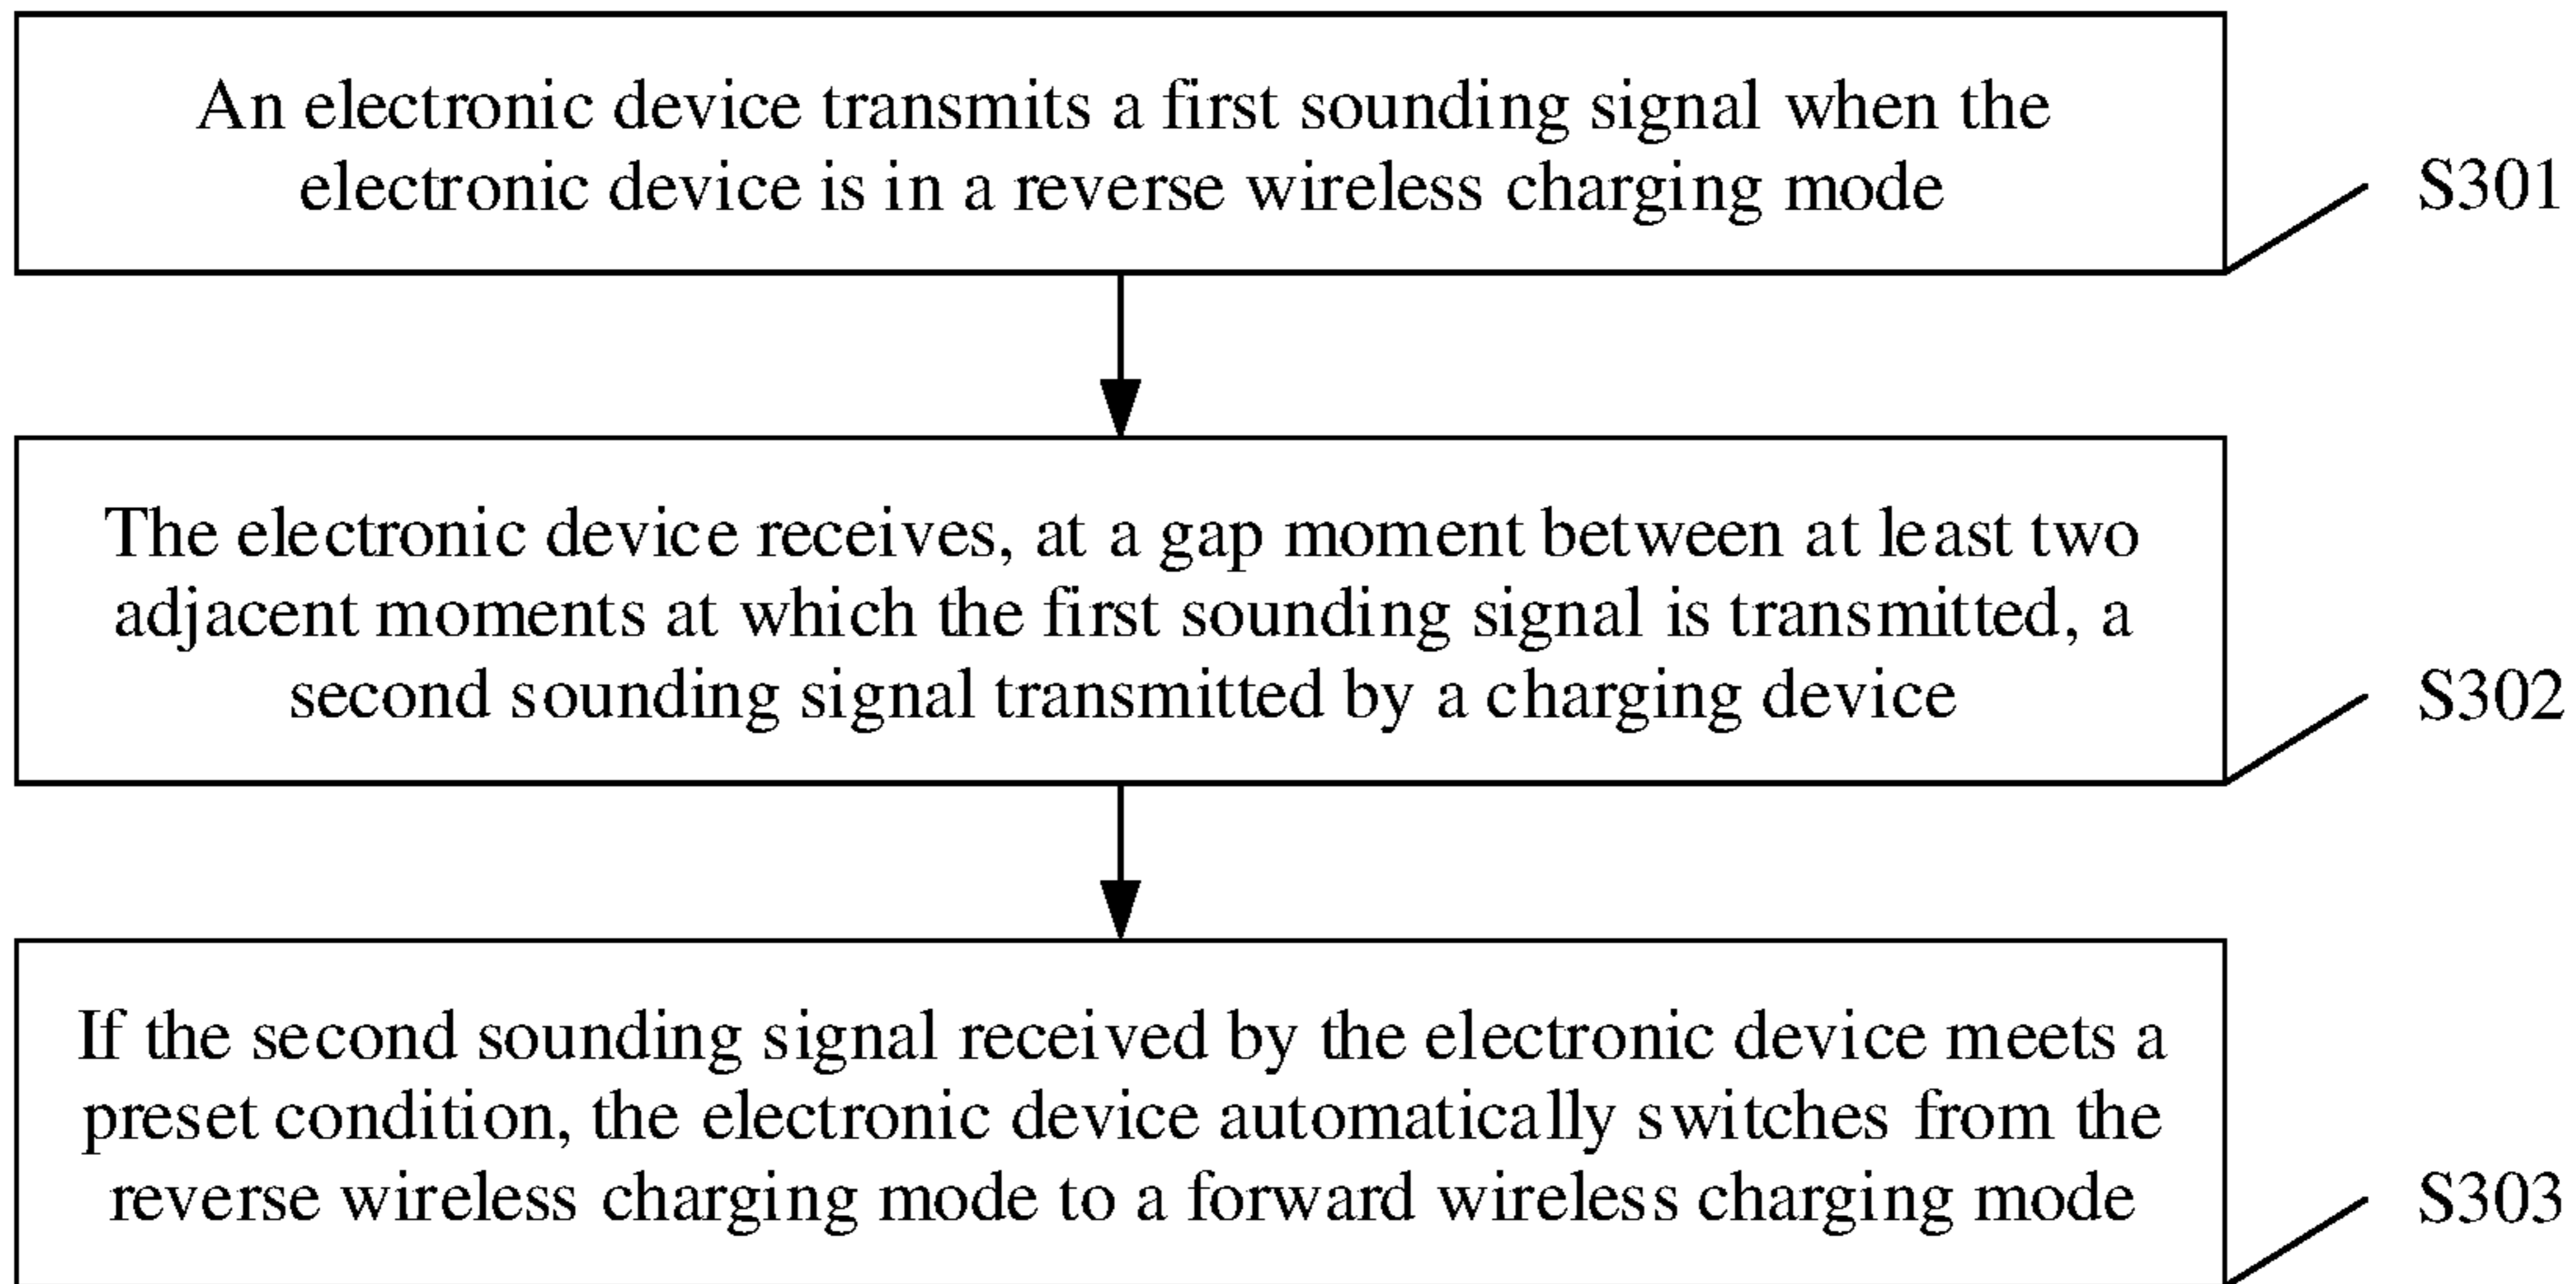 An electronic device transmits a first sounding signal when the
electronic device is in a reverse wireless charging mode
S301
The electronic device receives, at a gap moment between at least two
adjacent moments at which the first sounding signal is transmitted, a
second sounding signal transmitted by a charging device
S302
If the second sounding signal received by the electronic device meets a
preset condition, the electronic device automatically switches from the
reverse wireless charging mode to a forward wireless charging mode
S303